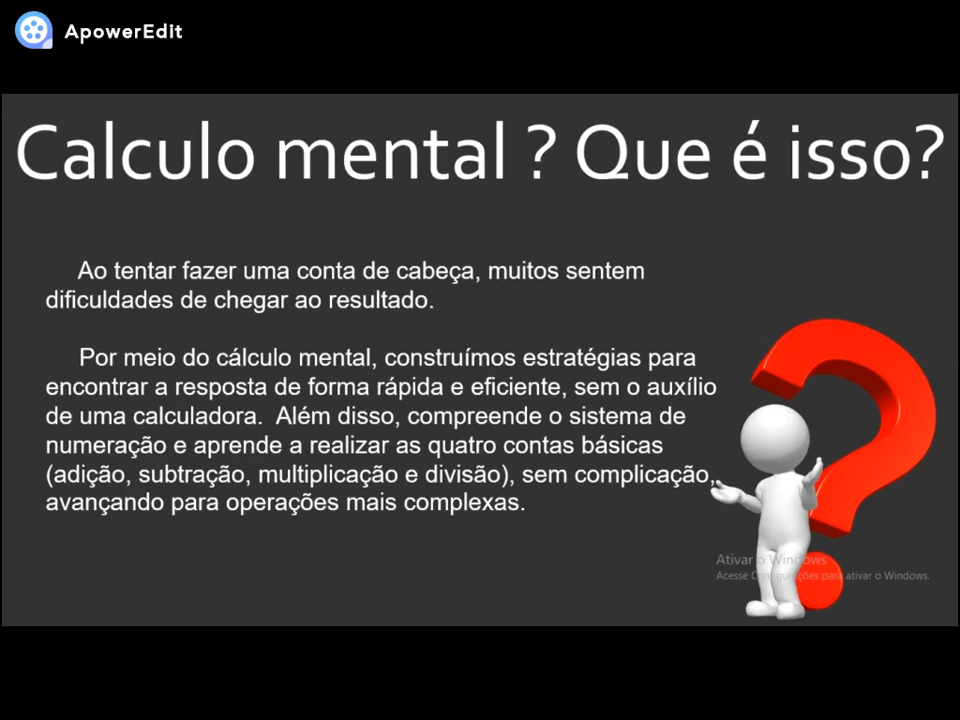 ApowerEdit
Calculo mental ? Que é isso?
Ao tentar fazer uma conta de cabeça, muitos sentem
dificuldades de chegar ao resultado.
Por meio do cálculo mental, construímos estratégias para
encontrar a resposta de forma rápida e eficiente, sem o auxílio
de uma calculadora.  Além disso, compreende o sistema de
numeração e aprende a realizar as quatro contas básicas
(adição, subtração, multiplicação e divisão), sem complicação,
avançando para operações mais complexas.
Ativar o Windows
Acesse Configurações para ativar o Windows.